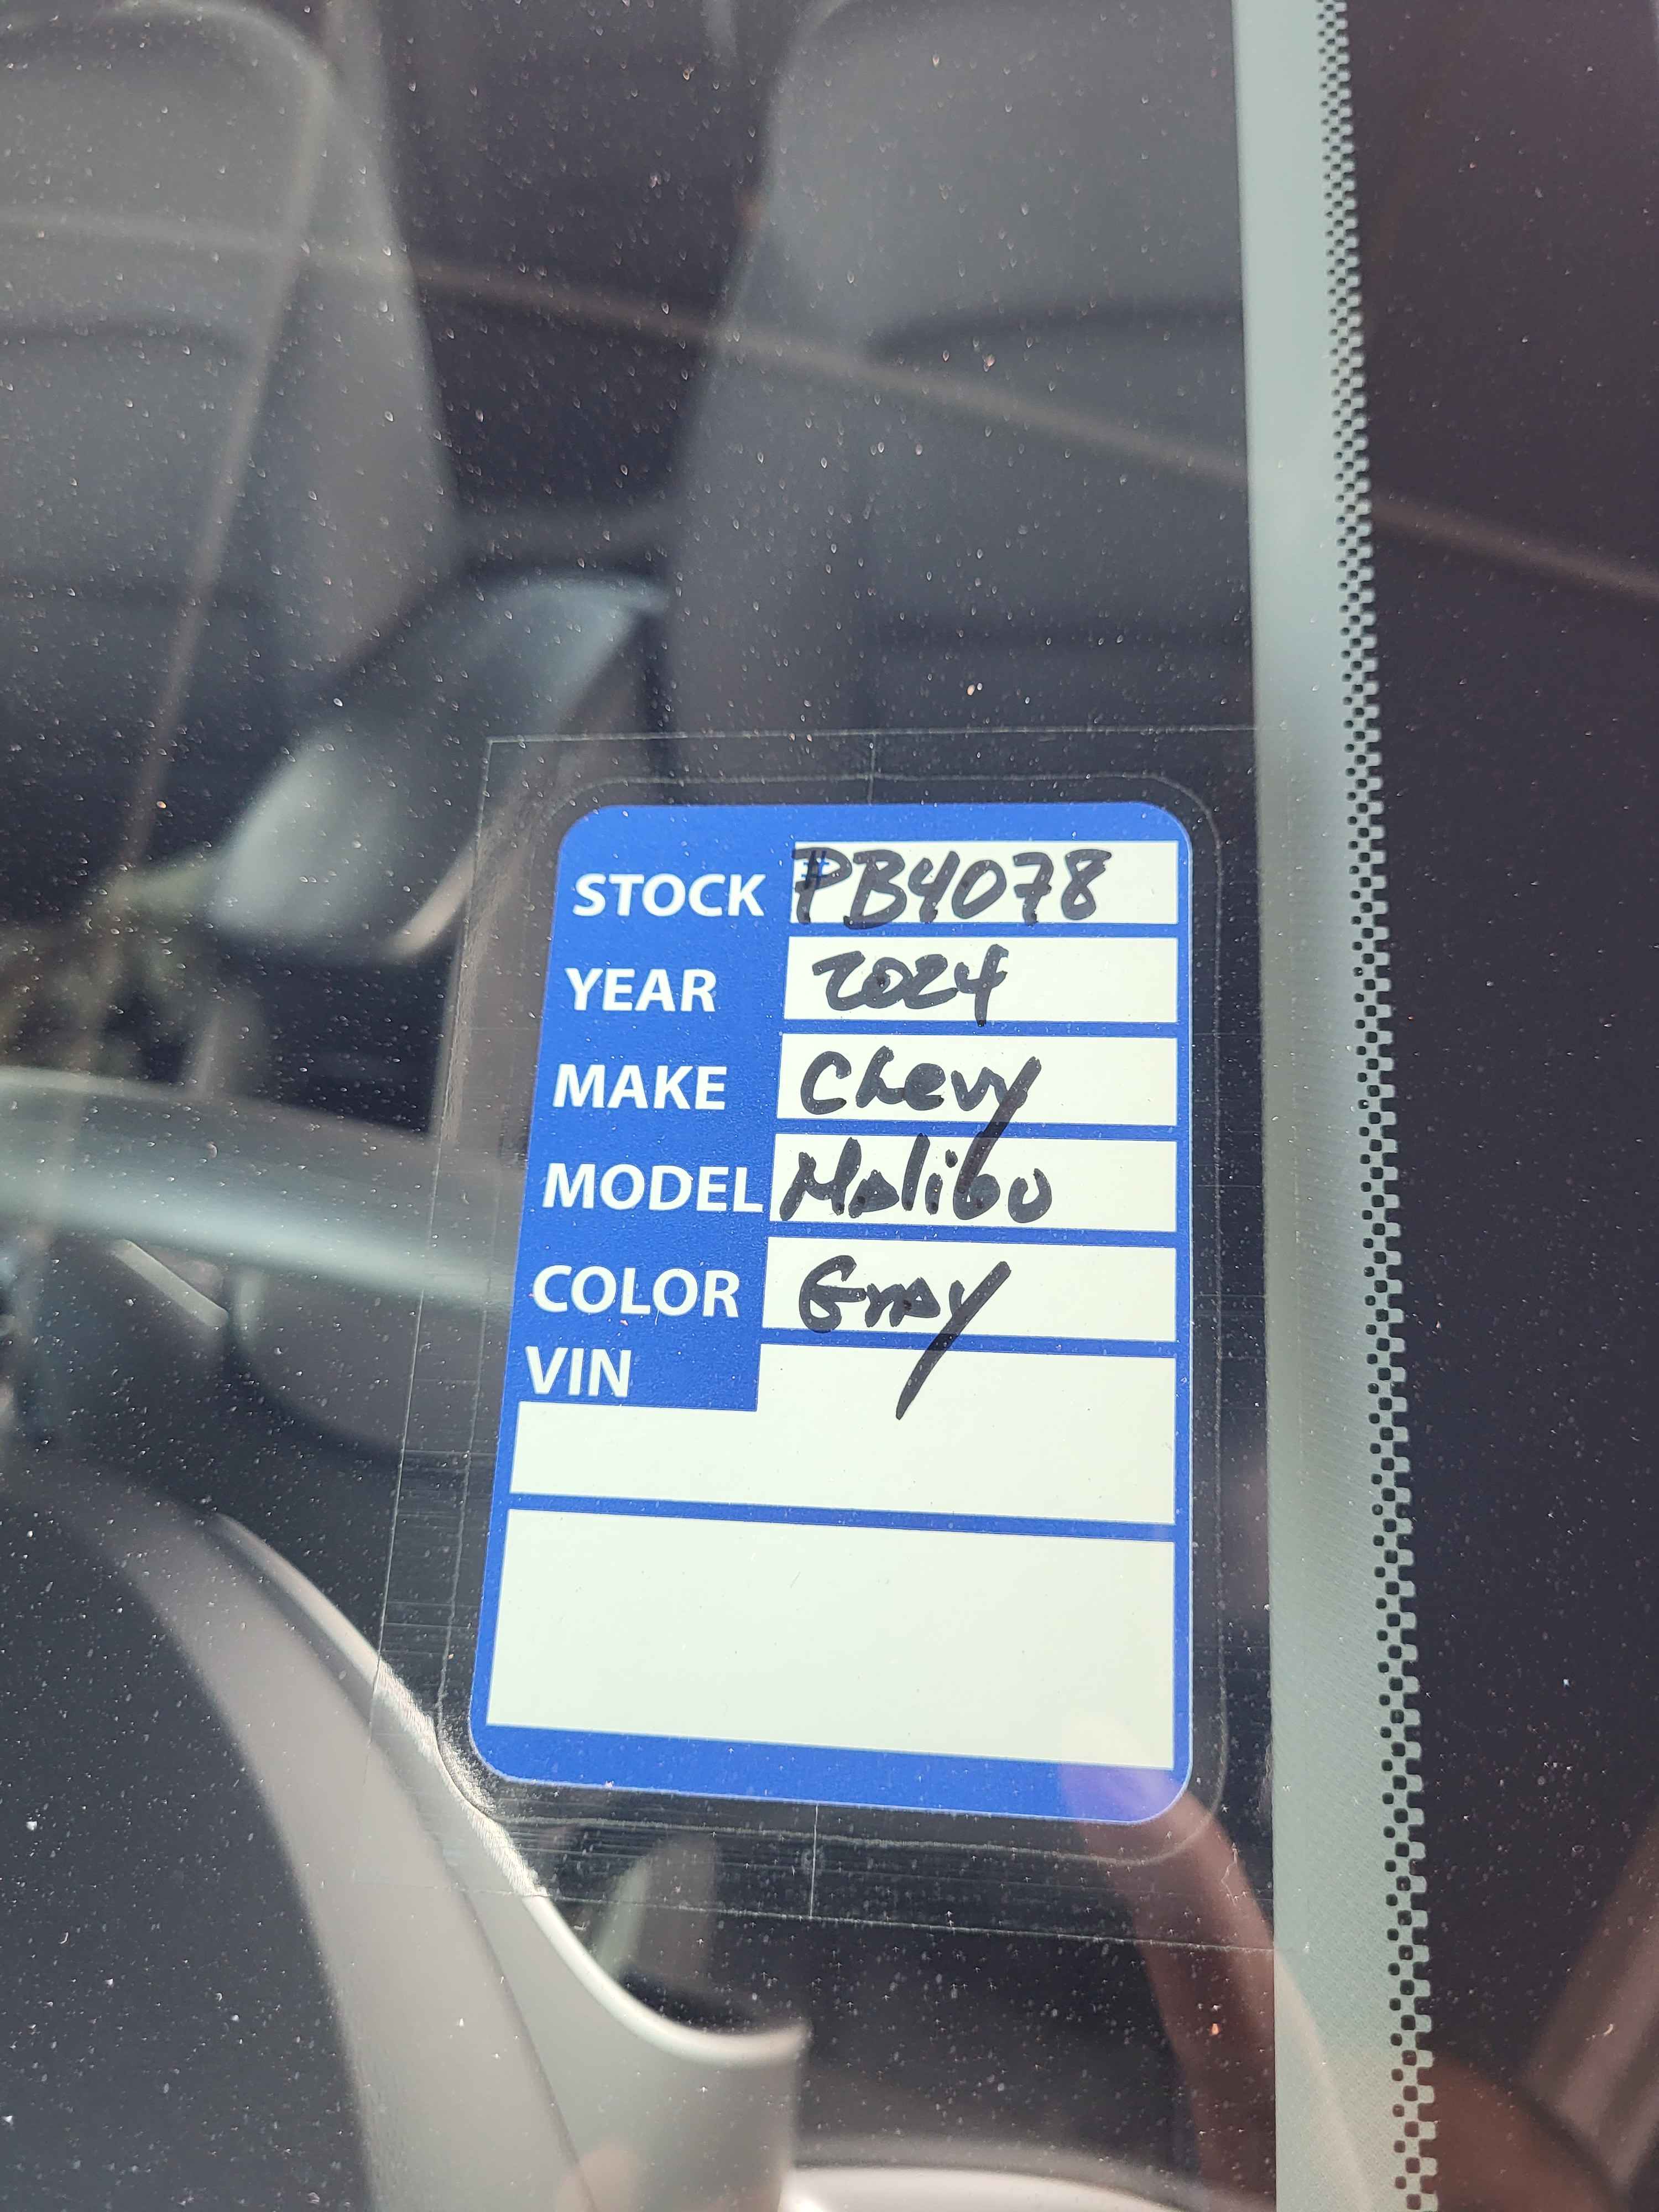 STOCK #PB4078
YEAR 2024
MAKE Chevy
MODEL Malibu
COLOR Gray
VIN